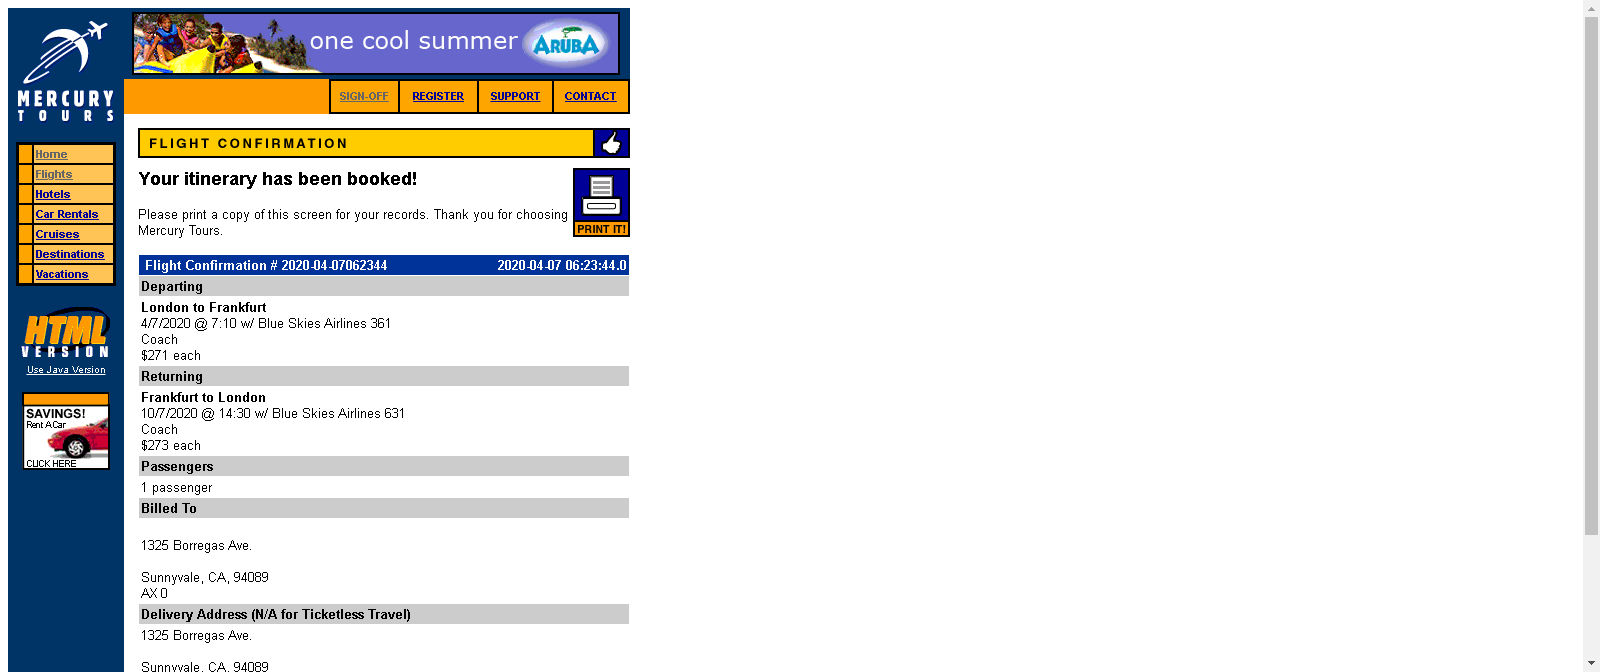 MERCURY
TOURS
one cool summer
ARUBA
SIGN-OFF
REGISTER
SUPPORT
CONTACT
Home
Flights
Hotels
Car Rentals
Cruises
Destinations
Vacations
HTML
VERSION
Use Java Version
SAVINGS!
Rent A Car
CLICK HERE
FLIGHT CONFIRMATION
Your itinerary has been booked!
Please print a copy of this screen for your records. Thank you for choosing
Mercury Tours.
PRINT IT!
Flight Confirmation # 2020-04-07062344 2020-04-07 06:23:44.0
Departing
London to Frankfurt
4/7/2020 @ 7:10 w/ Blue Skies Airlines 361
Coach
$271 each
Returning
Frankfurt to London
10/7/2020 @ 14:30 w/ Blue Skies Airlines 631
Coach
$273 each
Passengers
1 passenger
Billed To
1325 Borregas Ave.
Sunnyvale, CA, 94089
AX 0
Delivery Address (N/A for Ticketless Travel)
1325 Borregas Ave.
Sunnyvale, CA, 94089